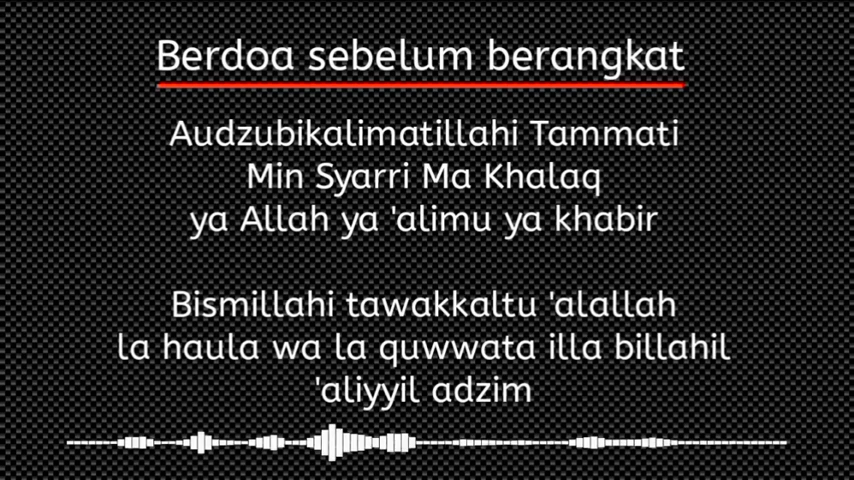 Berdoa sebelum berangkat
Audzubikalimatillahi Tammati
Min Syarri Ma Khalaq
ya Allah ya 'alimu ya khabir
Bismillahi tawakkaltu 'alallah
la haula wa la quwwata illa billahil
'aliyyil adzim